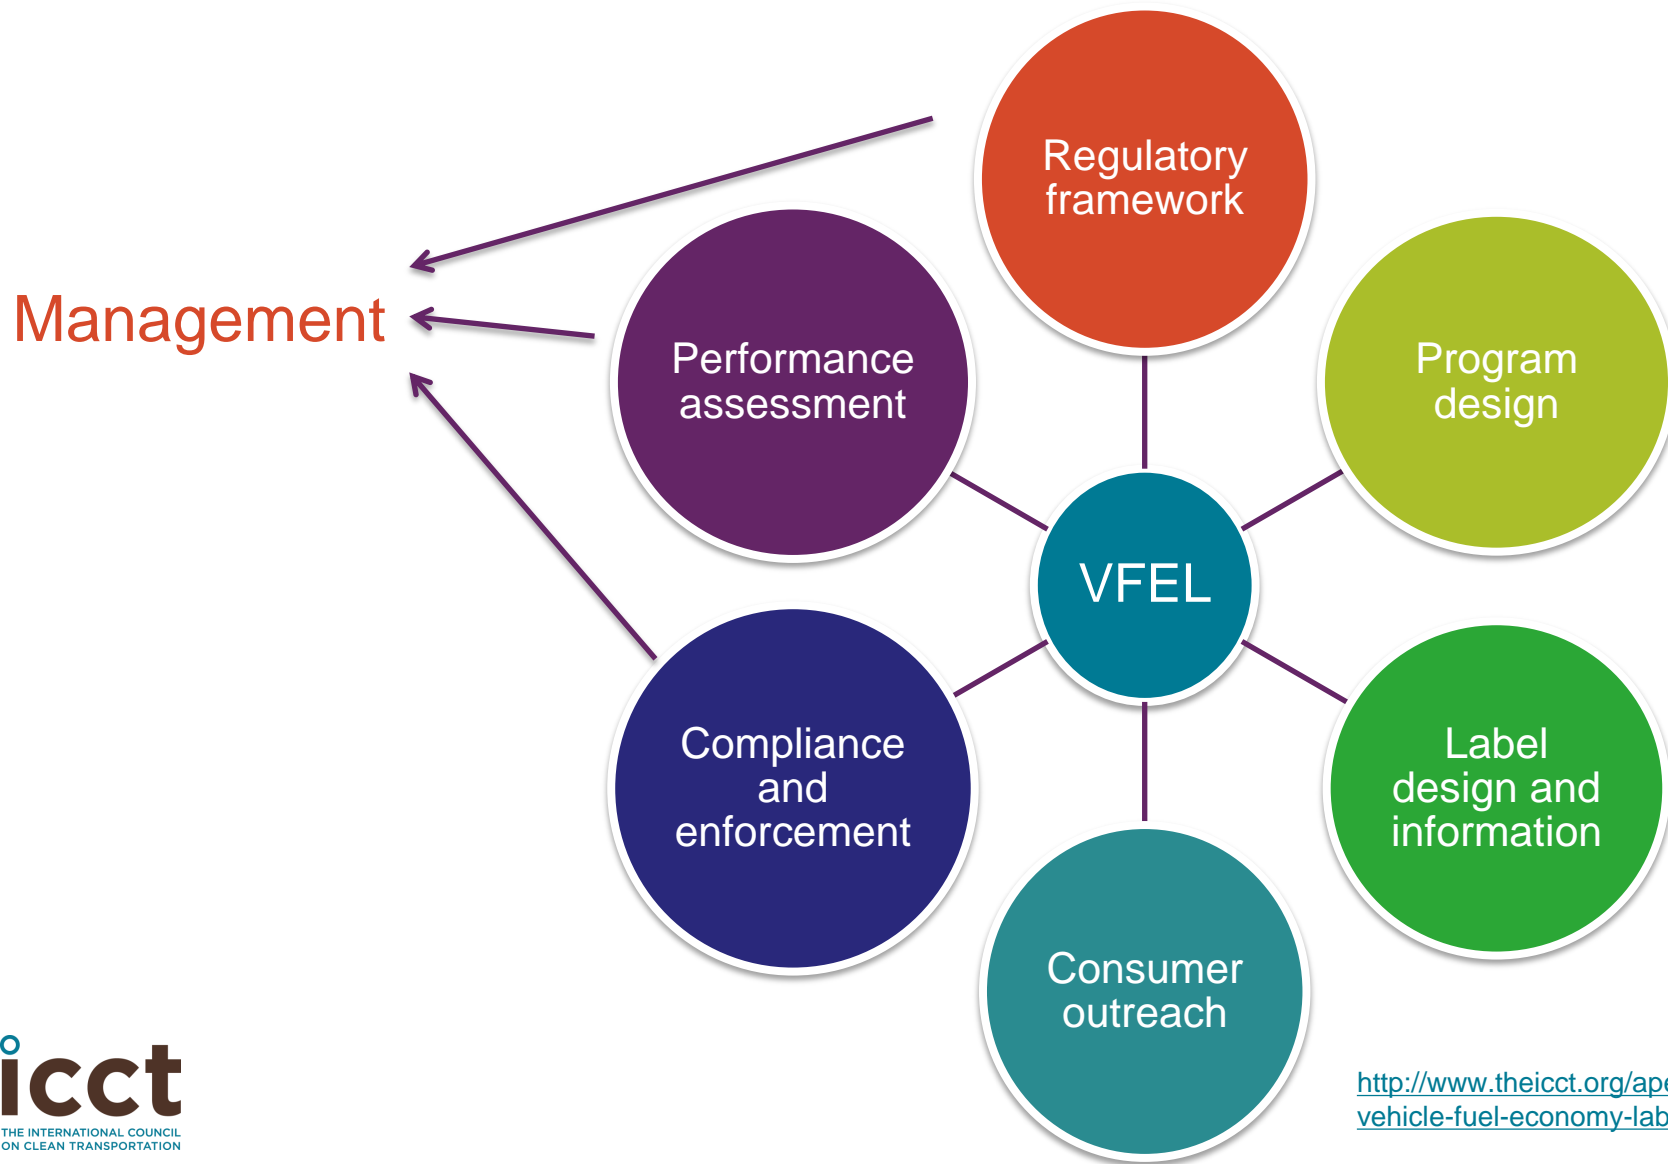 Regulatory
framework
Management
Performance
assessment
Program
design
VFEL
Compliance
and
enforcement
Label
design and
information
Consumer
outreach
icct
THE INTERNATIONAL COUNCIL
ON CLEAN TRANSPORTATION
http://www.theicct.org/ape
vehicle-fuel-economy-lab